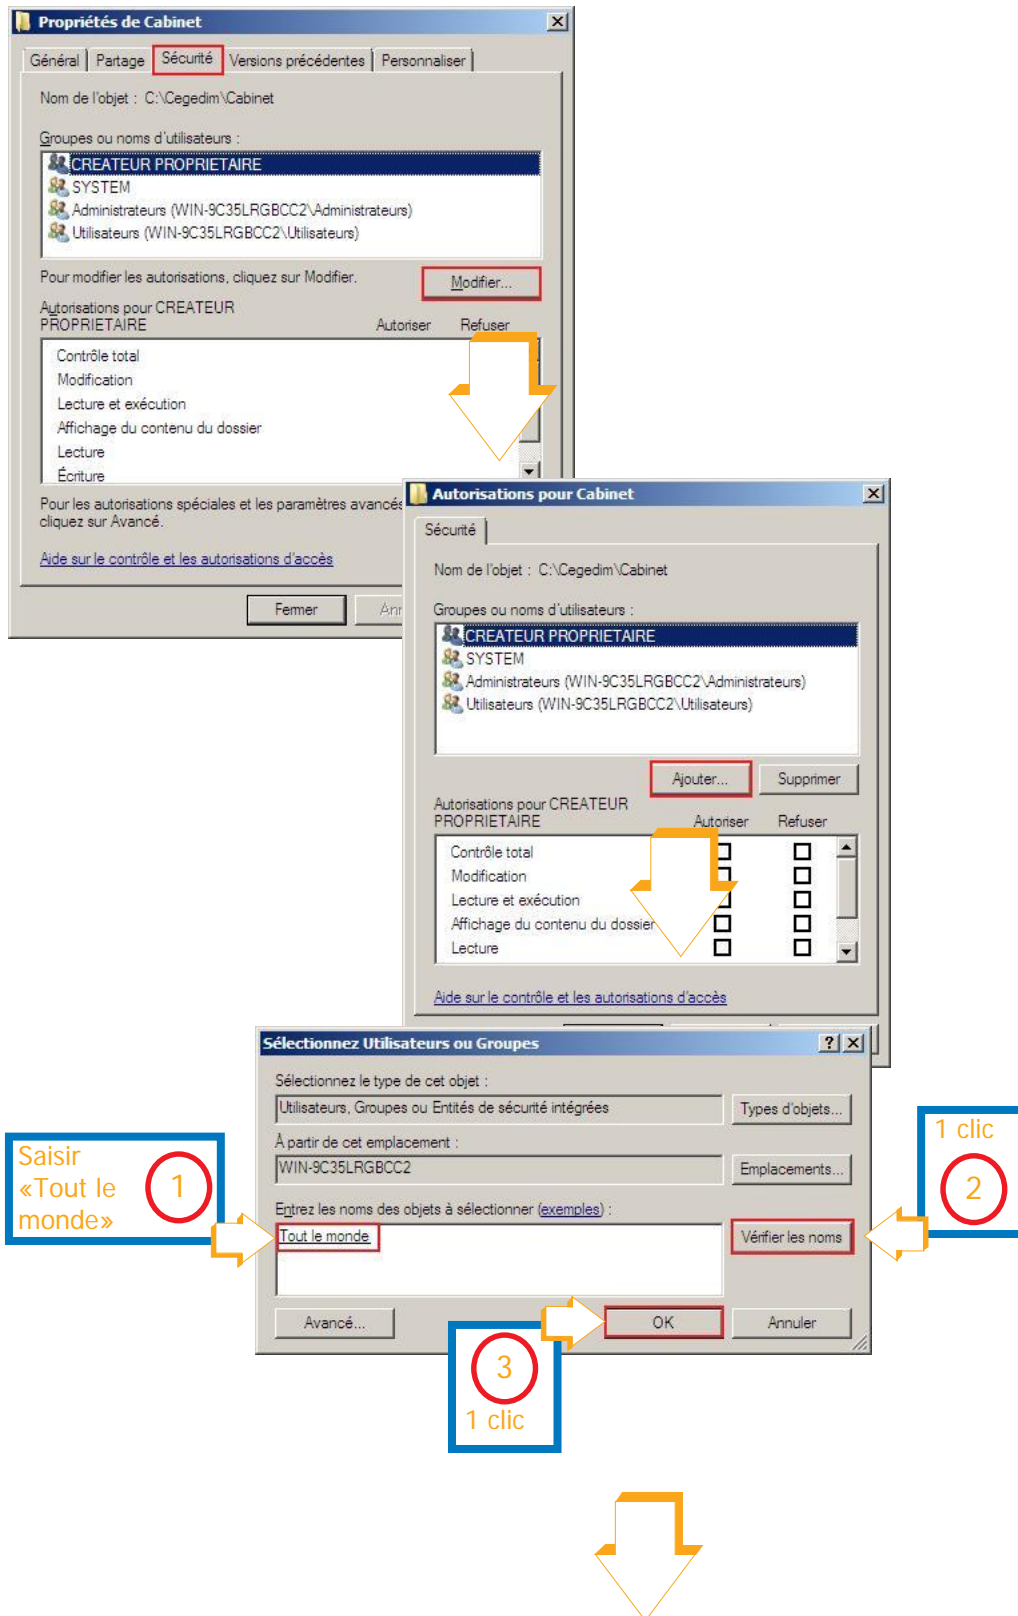 Propriétés de Cabinet
Général Partage Sécurité Versions précédentes Personnaliser
Nom de l'objet : C:\Cegedim\Cabinet
Groupes ou noms d'utilisateurs :
CREATEUR PROPRIETAIRE
SYSTEM
Administrateurs (WIN-9C35LRGBCC2\Administrateurs)
Utilisateurs (WIN-9C35LRGBCC2\Utilisateurs)
Pour modifier les autorisations, cliquez sur Modifier.
Modifier...
Autorisations pour CREATEUR
PROPRIETAIRE Autoriser Refuser
Contrôle total
Modification
Lecture et exécution
Affichage du contenu du dossier
Lecture
Écriture
Pour les autorisations spéciales et les paramètres avancés
cliquez sur Avancé.
Aide sur le contrôle et les autorisations d'accès
Fermer Ann
Autorisations pour Cabinet
Sécurité
Nom de l'objet : C:\Cegedim\Cabinet
Groupes ou noms d'utilisateurs :
CREATEUR PROPRIETAIRE
SYSTEM
Administrateurs (WIN-9C35LRGBCC2\Administrateurs)
Utilisateurs (WIN-9C35LRGBCC2\Utilisateurs)
Ajouter... Supprimer
Autorisations pour CREATEUR
PROPRIETAIRE Autoriser Refuser
Contrôle total
Modification
Lecture et exécution
Affichage du contenu du dossier
Lecture
Aide sur le contrôle et les autorisations d'accès
Sélectionnez Utilisateurs ou Groupes
Sélectionnez le type de cet objet :
Utilisateurs, Groupes ou Entités de sécurité intégrées Types d'objets...
À partir de cet emplacement :
WIN-9C35LRGBCC2 Emplacements...
Entrez les noms des objets à sélectionner (exemples) :
Tout le monde Vérifier les noms
Avancé... OK Annuler
Saisir
«Tout le
monde»
1
1 clic
2
3
1 clic